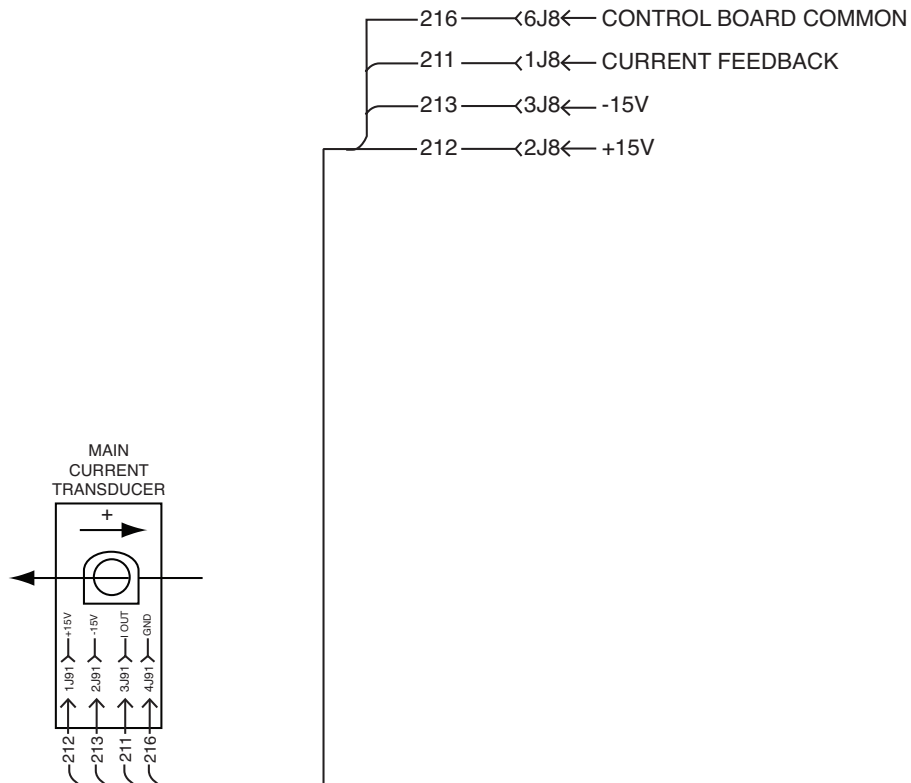 216 6J8 CONTROL BOARD COMMON
211 1J8 CURRENT FEEDBACK
213 3J8 -15V
212 2J8 +15V
MAIN
CURRENT
TRANSDUCER
+
+15V -15V I OUT GND
1J91 2J91 3J91 4J91
212 213 211 216